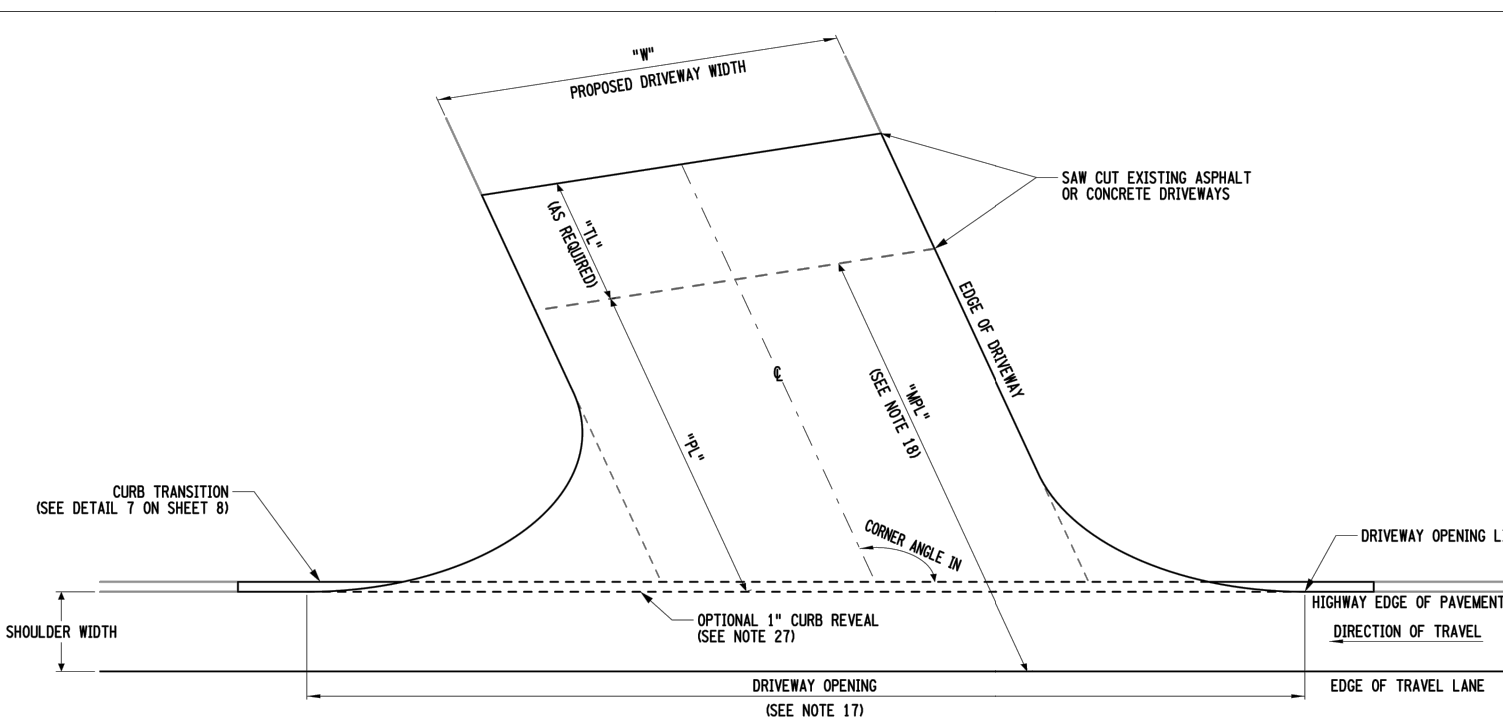 "W"
PROPOSED DRIVEWAY WIDTH
SAW CUT EXISTING ASPHALT
OR CONCRETE DRIVEWAYS
"TL"
(AS REQUIRED)
EDGE OF DRIVEWAY
℄
"MPL"
(SEE NOTE 18)
"PL"
CURB TRANSITION
(SEE DETAIL 7 ON SHEET 8)
CORNER ANGLE IN
DRIVEWAY OPENING
HIGHWAY EDGE OF PAVEMENT
OPTIONAL 1" CURB REVEAL
(SEE NOTE 27)
SHOULDER WIDTH
DIRECTION OF TRAVEL
DRIVEWAY OPENING
(SEE NOTE 17)
EDGE OF TRAVEL LANE